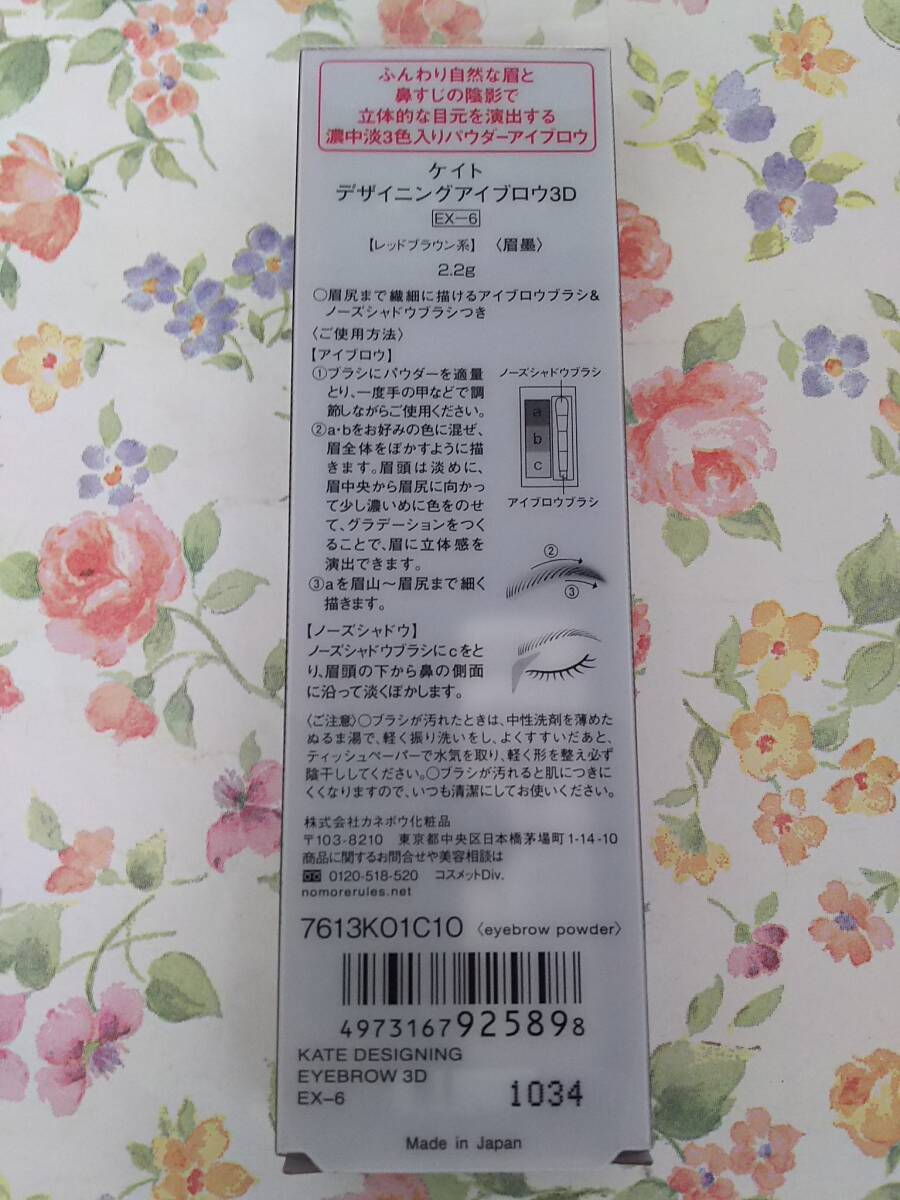 ふんわり自然な眉と
鼻すじの陰影で
立体的な目元を演出する
濃中淡3色入りパウダーアイブロウ
ケイト
デザイニングアイブロウ3D
EX-6
【レッドブラウン系】〈眉墨〉
2.2g
○眉尻まで繊細に描けるアイブロウブラシ&
ノーズシャドウブラシつき
〈ご使用方法〉
【アイブロウ】
①ブラシにパウダーを適量
とり、一度手の甲などで調
節しながらご使用ください。
②a・bをお好みの色に混ぜ、
眉全体をぼかすように描
きます。眉頭は淡めに、
眉中央から眉尻に向かっ
て少し濃いめに色をのせ
て、グラデーションをつく
ることで、眉に立体感を
演出できます。
③aを眉山〜眉尻まで細く
描きます。
ノーズシャドウブラシ
a
b
c
アイブロウブラシ
②
③
【ノーズシャドウ】
ノーズシャドウブラシにcをと
り、眉頭の下から鼻の側面
に沿って淡くぼかします。
〈ご注意〉○ブラシが汚れたときは、中性洗剤を薄めた
ぬるま湯で、軽く振り洗いをし、よくすすいだあと、
ティッシュペーパーで水気を取り、軽く形を整え必ず
陰干ししてください。○ブラシが汚れると肌につきに
くくなりますので、いつも清潔にしてお使いください。
株式会社カネボウ化粧品
〒103-8210 東京都中央区日本橋茅場町1-14-10
商品に関するお問合せや美容相談は
0120-518-520 コスメットDiv.
nomorerules.net
7613K01C10 〈eyebrow powder〉
4973167925898
KATE DESIGNING
EYEBROW 3D
EX-6
1034
Made in Japan